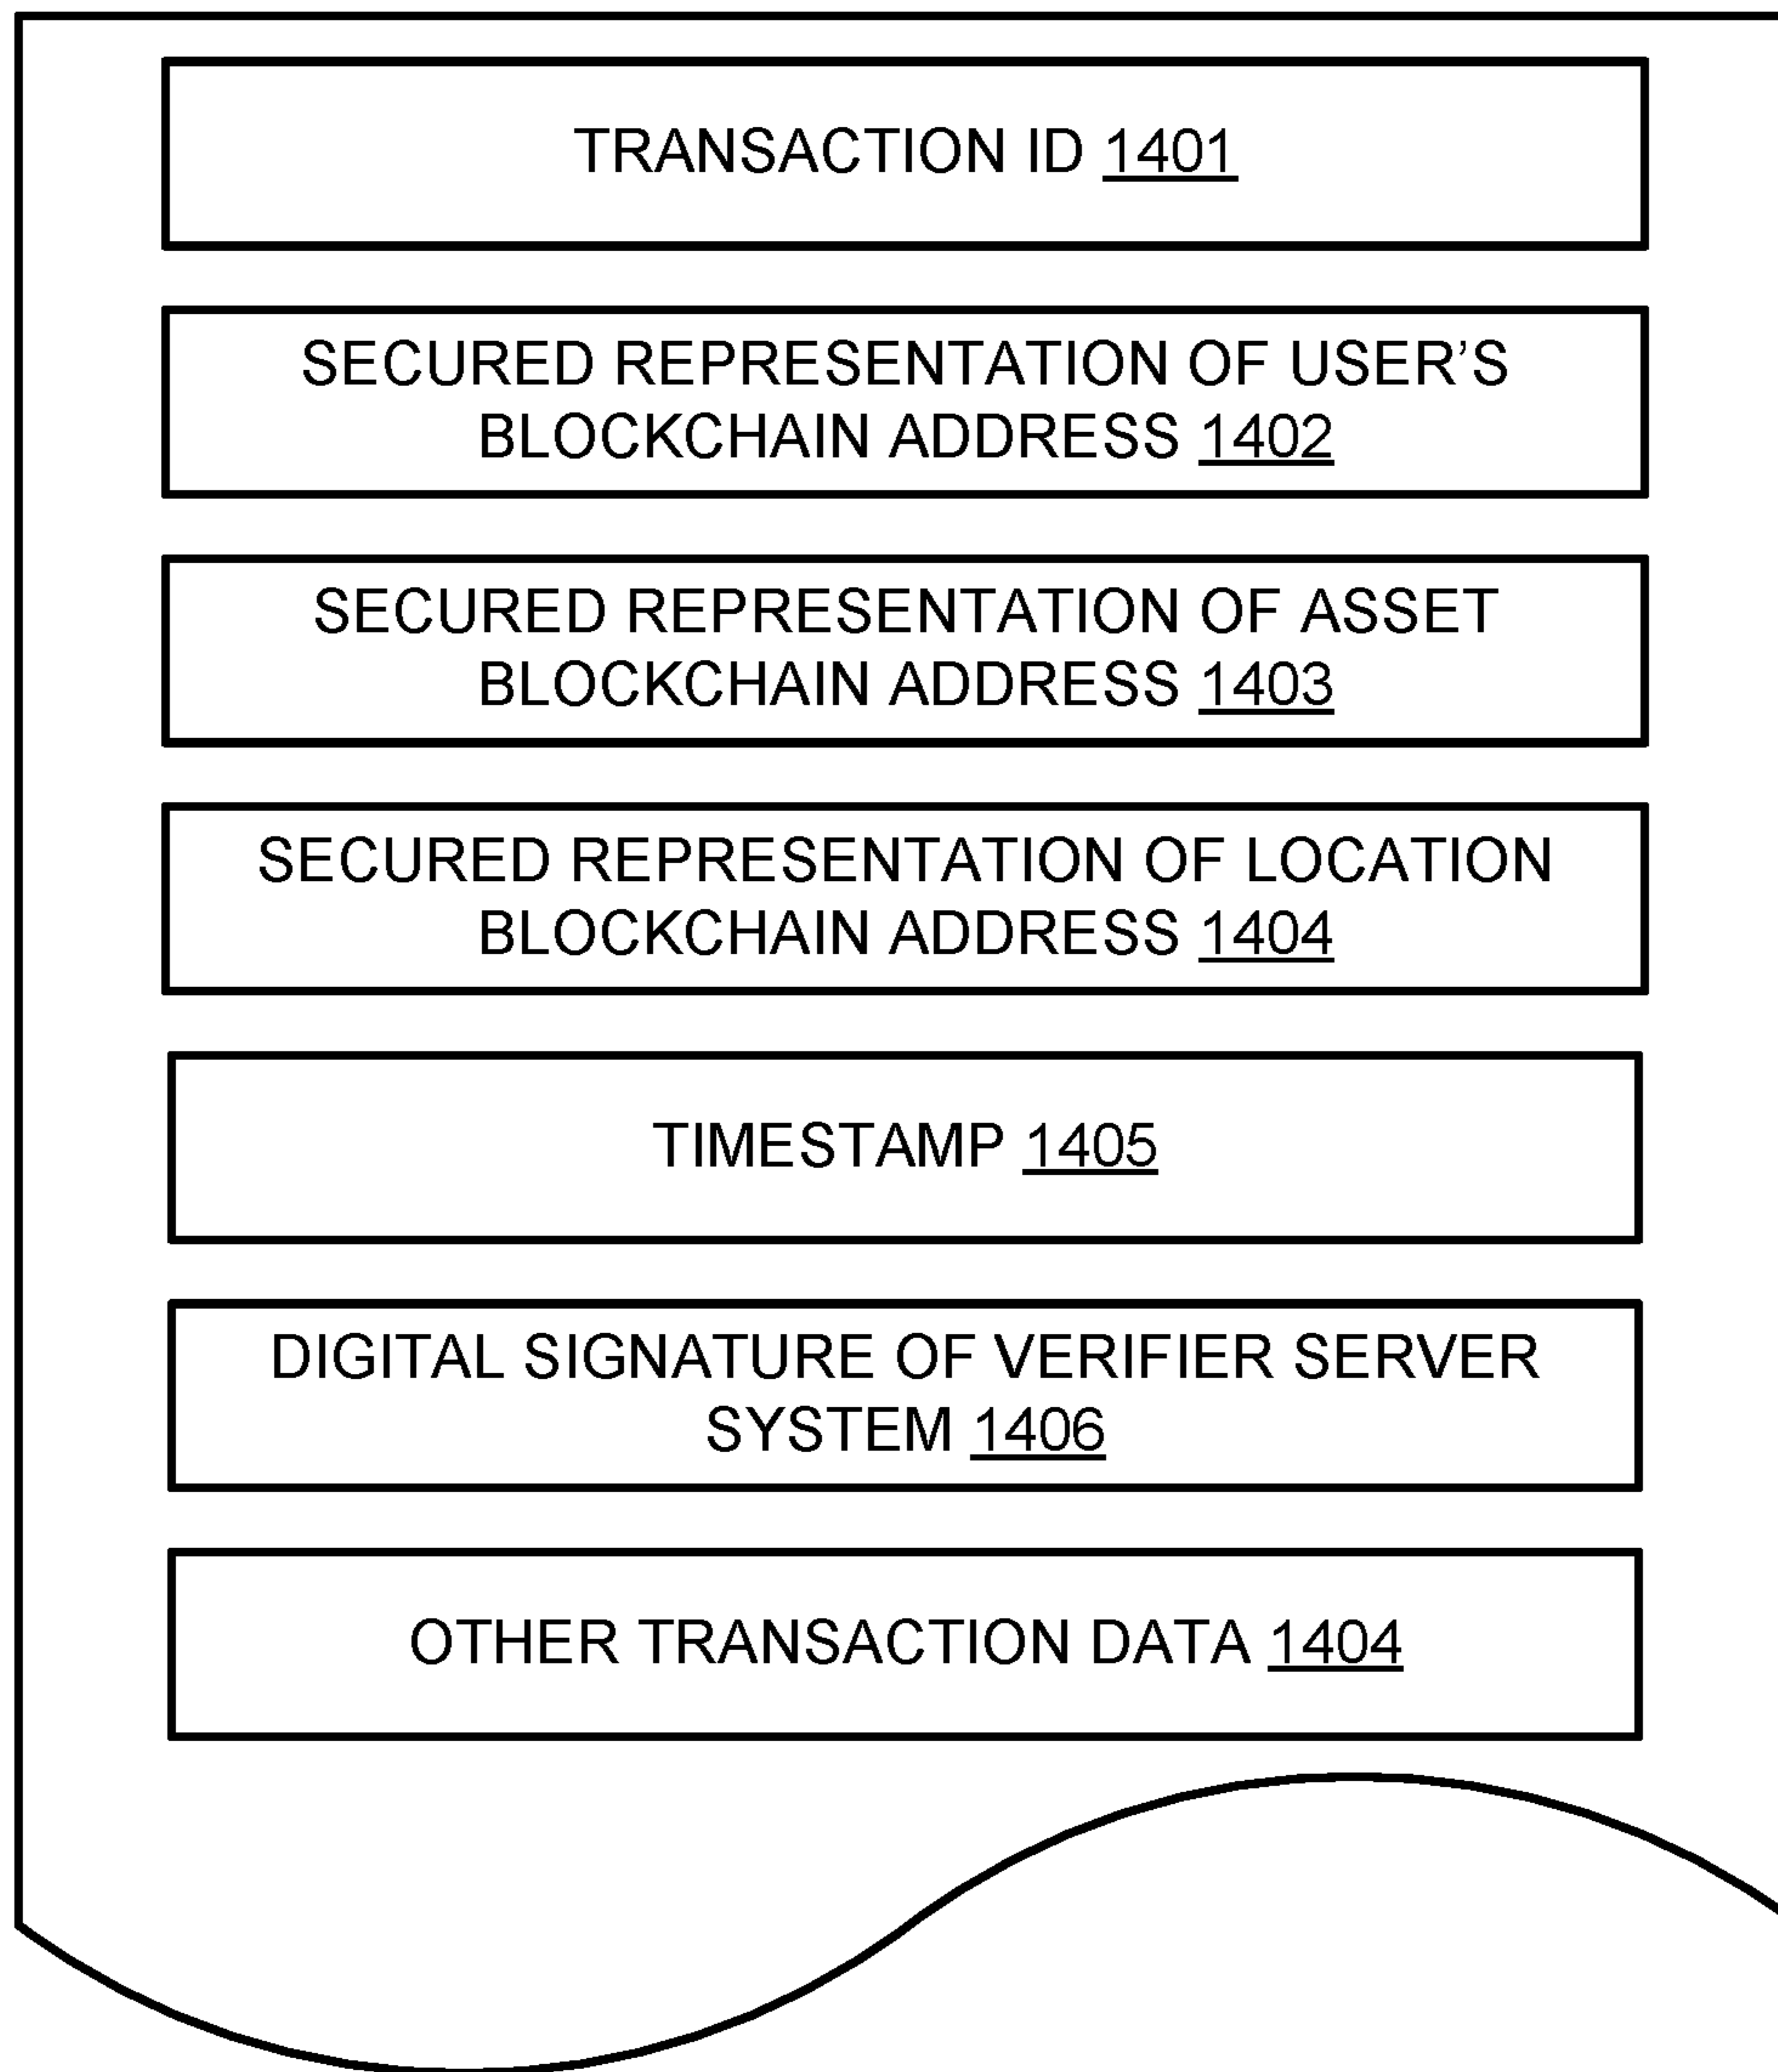 TRANSACTION ID 1401
SECURED REPRESENTATION OF USER’S
BLOCKCHAIN ADDRESS 1402
SECURED REPRESENTATION OF ASSET
BLOCKCHAIN ADDRESS 1403
SECURED REPRESENTATION OF LOCATION
BLOCKCHAIN ADDRESS 1404
TIMESTAMP 1405
DIGITAL SIGNATURE OF VERIFIER SERVER
SYSTEM 1406
OTHER TRANSACTION DATA 1404